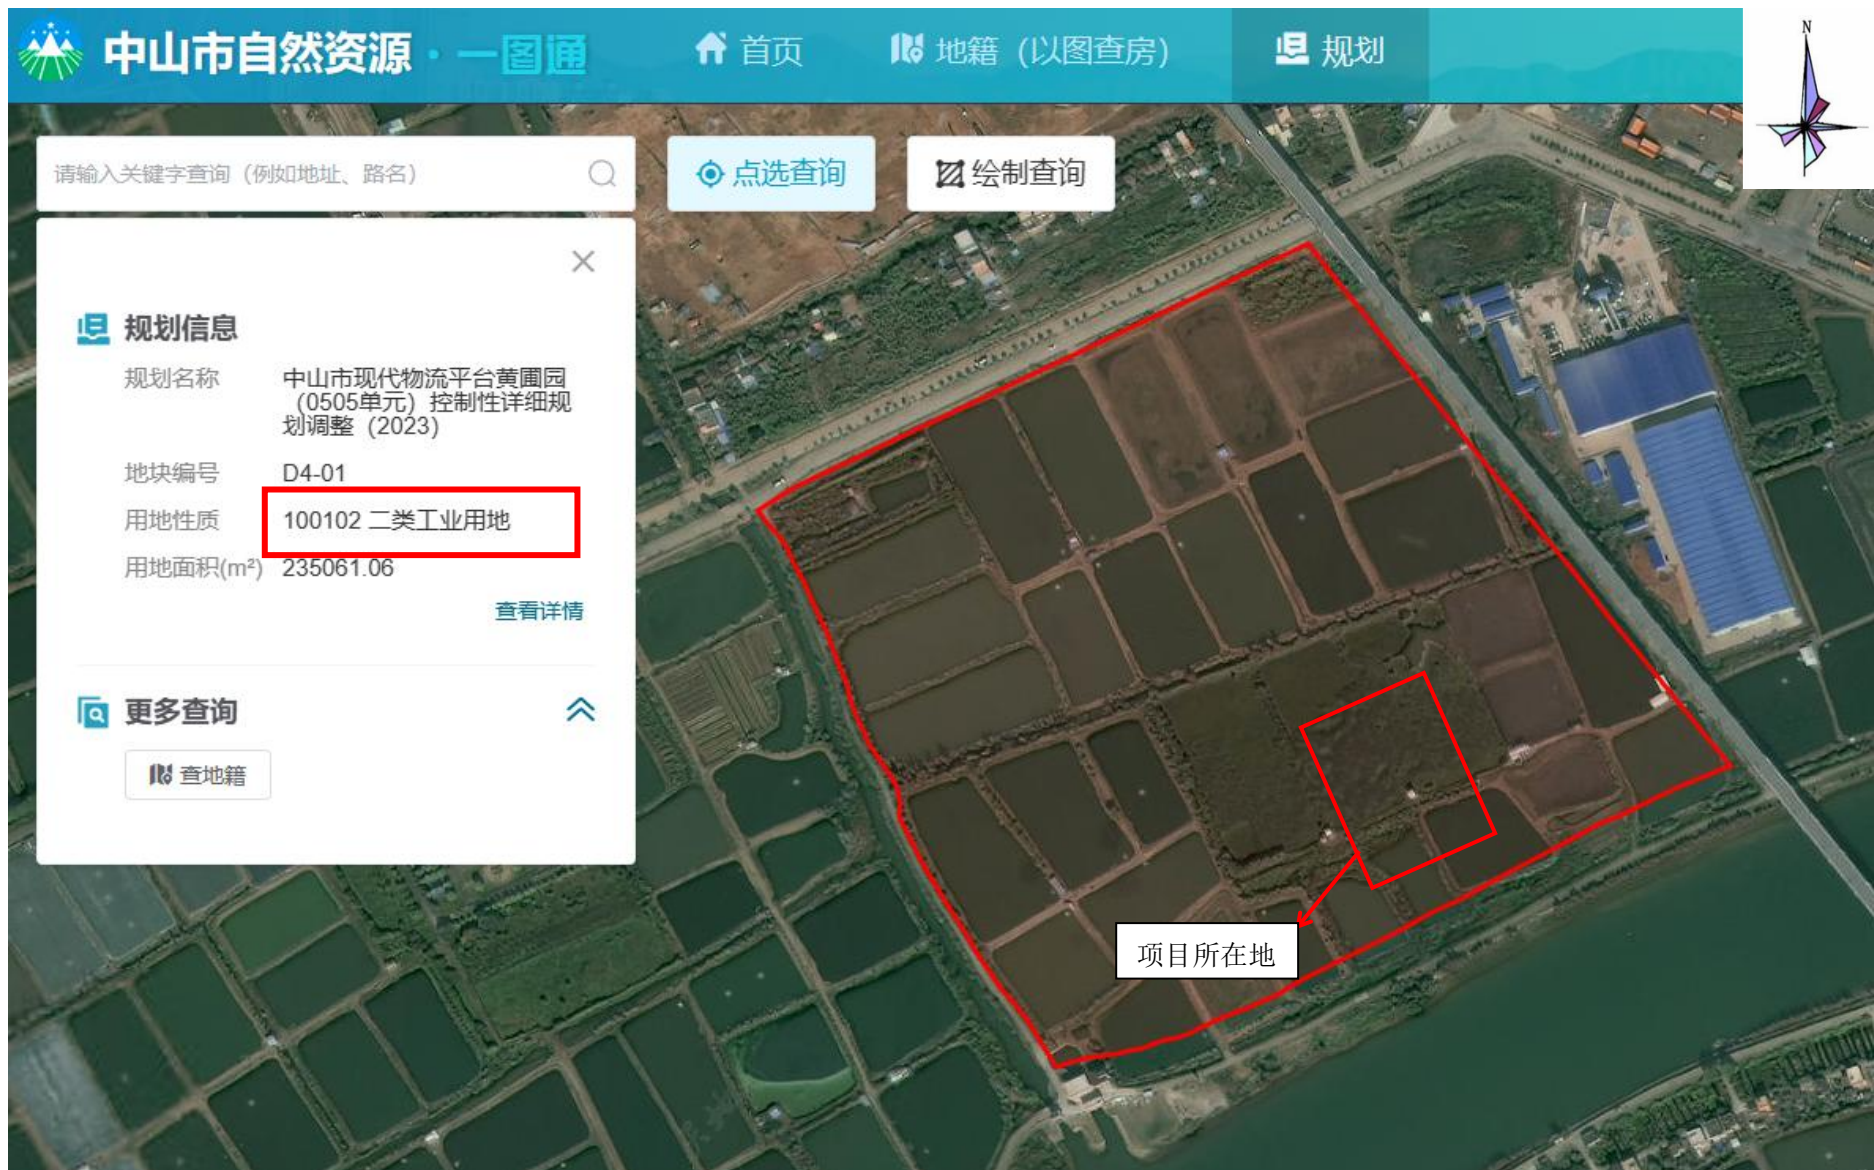 中山市自然资源·一图通
首页
地籍（以图查房）
规划
N
请输入关键字查询（例如地址、路名）
点选查询
绘制查询
规划信息
规划名称
中山市现代物流平台黄圃园
（0505单元）控制性详细规
划调整（2023）
地块编号
D4-01
用地性质
100102 二类工业用地
用地面积(m²)
235061.06
查看详情
更多查询
查地籍
项目所在地